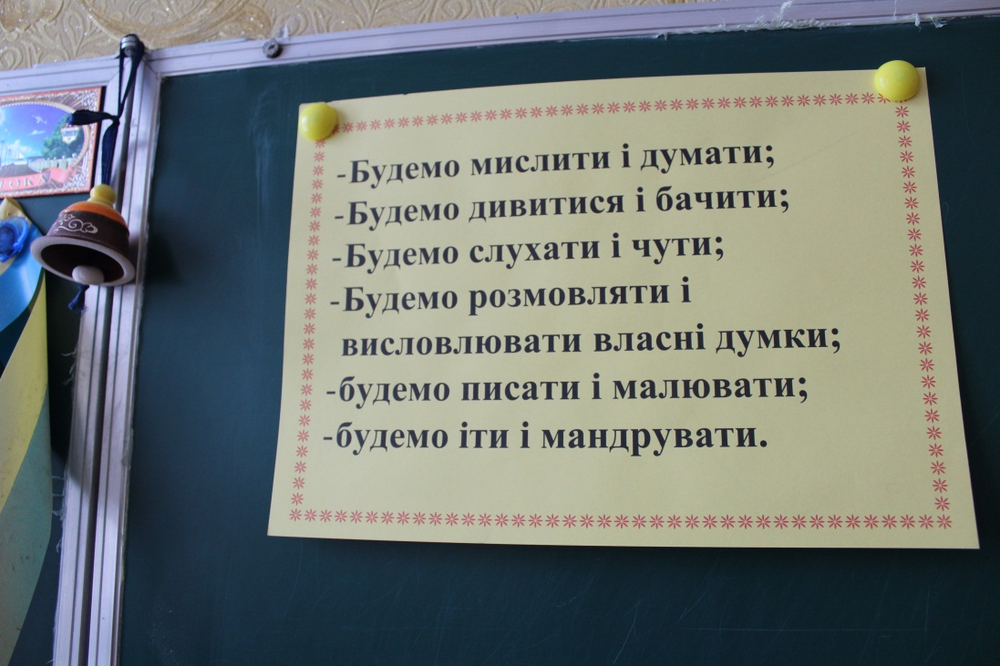 -Будемо мислити і думати;
-Будемо дивитися і бачити;
-Будемо слухати і чути;
-Будемо розмовляти і
висловлювати власні думки;
-будемо писати і малювати;
-будемо іти і мандрувати.